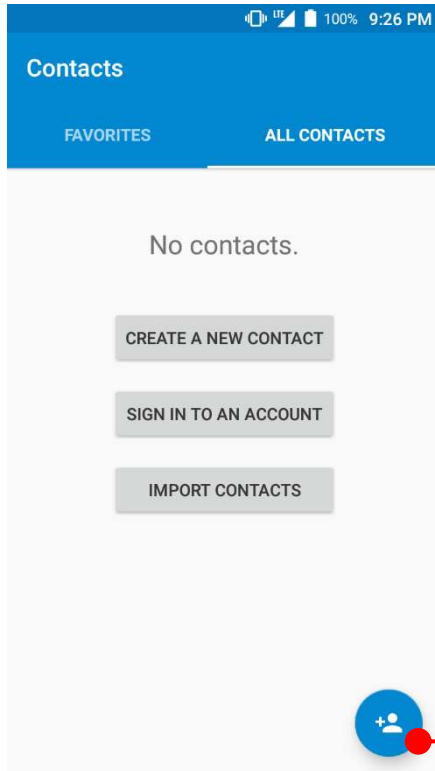 LTE 100% 9:26 PM
Contacts
FAVORITES ALL CONTACTS
No contacts.
CREATE A NEW CONTACT
SIGN IN TO AN ACCOUNT
IMPORT CONTACTS